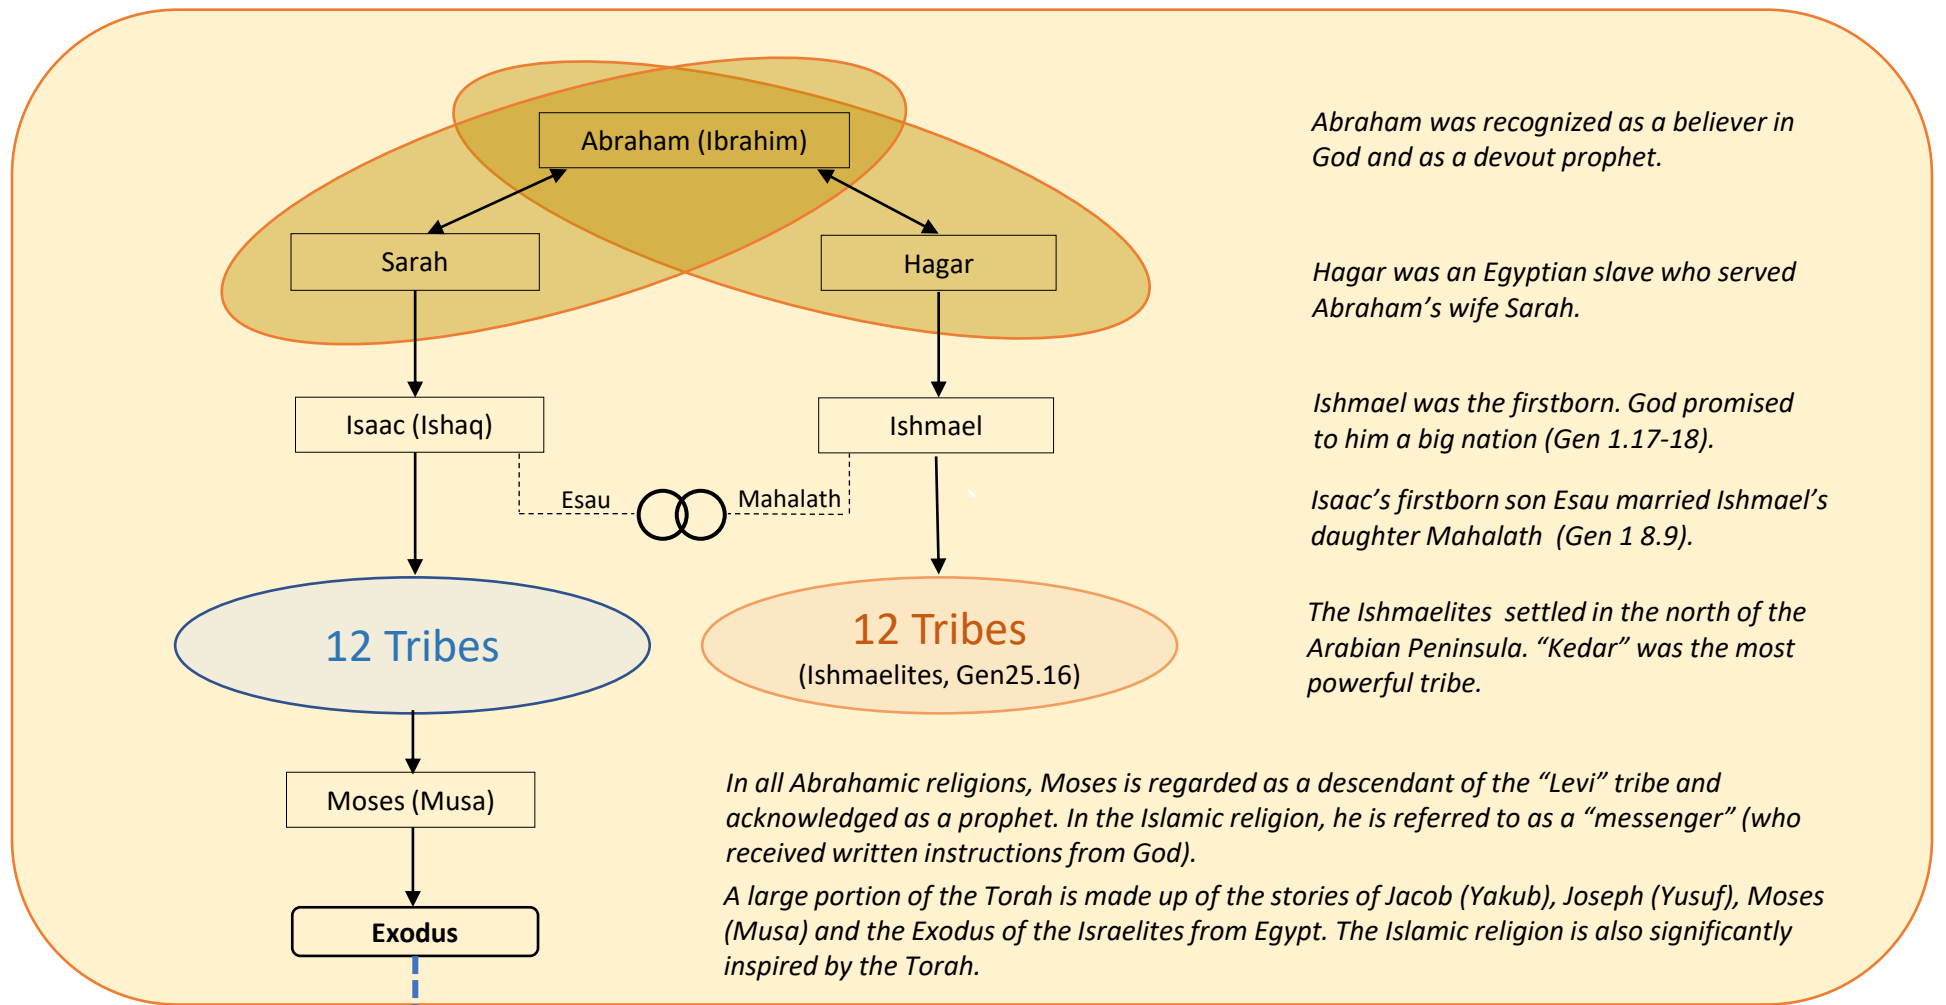 Abraham (Ibrahim)
Abraham was recognized as a believer in
God and as a devout prophet.
Sarah
Hagar
Hagar was an Egyptian slave who served
Abraham’s wife Sarah.
Isaac (Ishaq)
Ishmael
Ishmael was the firstborn. God promised
to him a big nation (Gen 1.17-18).
Esau
Mahalath
`
Isaac’s firstborn son Esau married Ishmael’s
daughter Mahalath  (Gen 1 8.9).
12 Tribes
12 Tribes
(Ishmaelites, Gen25.16)
The Ishmaelites  settled in the north of the
Arabian Peninsula. “Kedar” was the most
powerful tribe.
Moses (Musa)
In all Abrahamic religions, Moses is regarded as a descendant of the “Levi” tribe and
acknowledged as a prophet. In the Islamic religion, he is referred to as a “messenger” (who
received written instructions from God).
Exodus
A large portion of the Torah is made up of the stories of Jacob (Yakub), Joseph (Yusuf), Moses
(Musa) and the Exodus of the Israelites from Egypt. The Islamic religion is also significantly
inspired by the Torah.